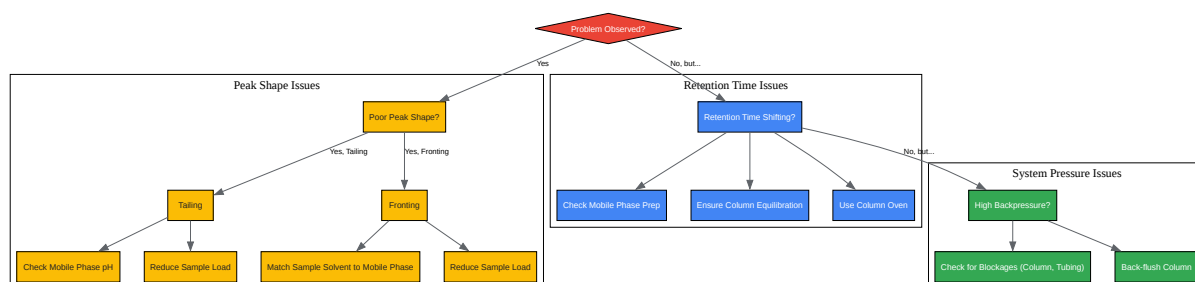 Problem Observed?
Yes
No, but...
Peak Shape Issues
Retention Time Issues
Poor Peak Shape?
Retention Time Shifting?
Yes, Tailing
Yes, Fronting
No, but...
System Pressure Issues
Tailing
Fronting
Check Mobile Phase Prep
Ensure Column Equilibration
Use Column Oven
High Backpressure?
Check Mobile Phase pH
Reduce Sample Load
Match Sample Solvent to Mobile Phase
Reduce Sample Load
Check for Blockages (Column, Tubing)
Back-flush Column